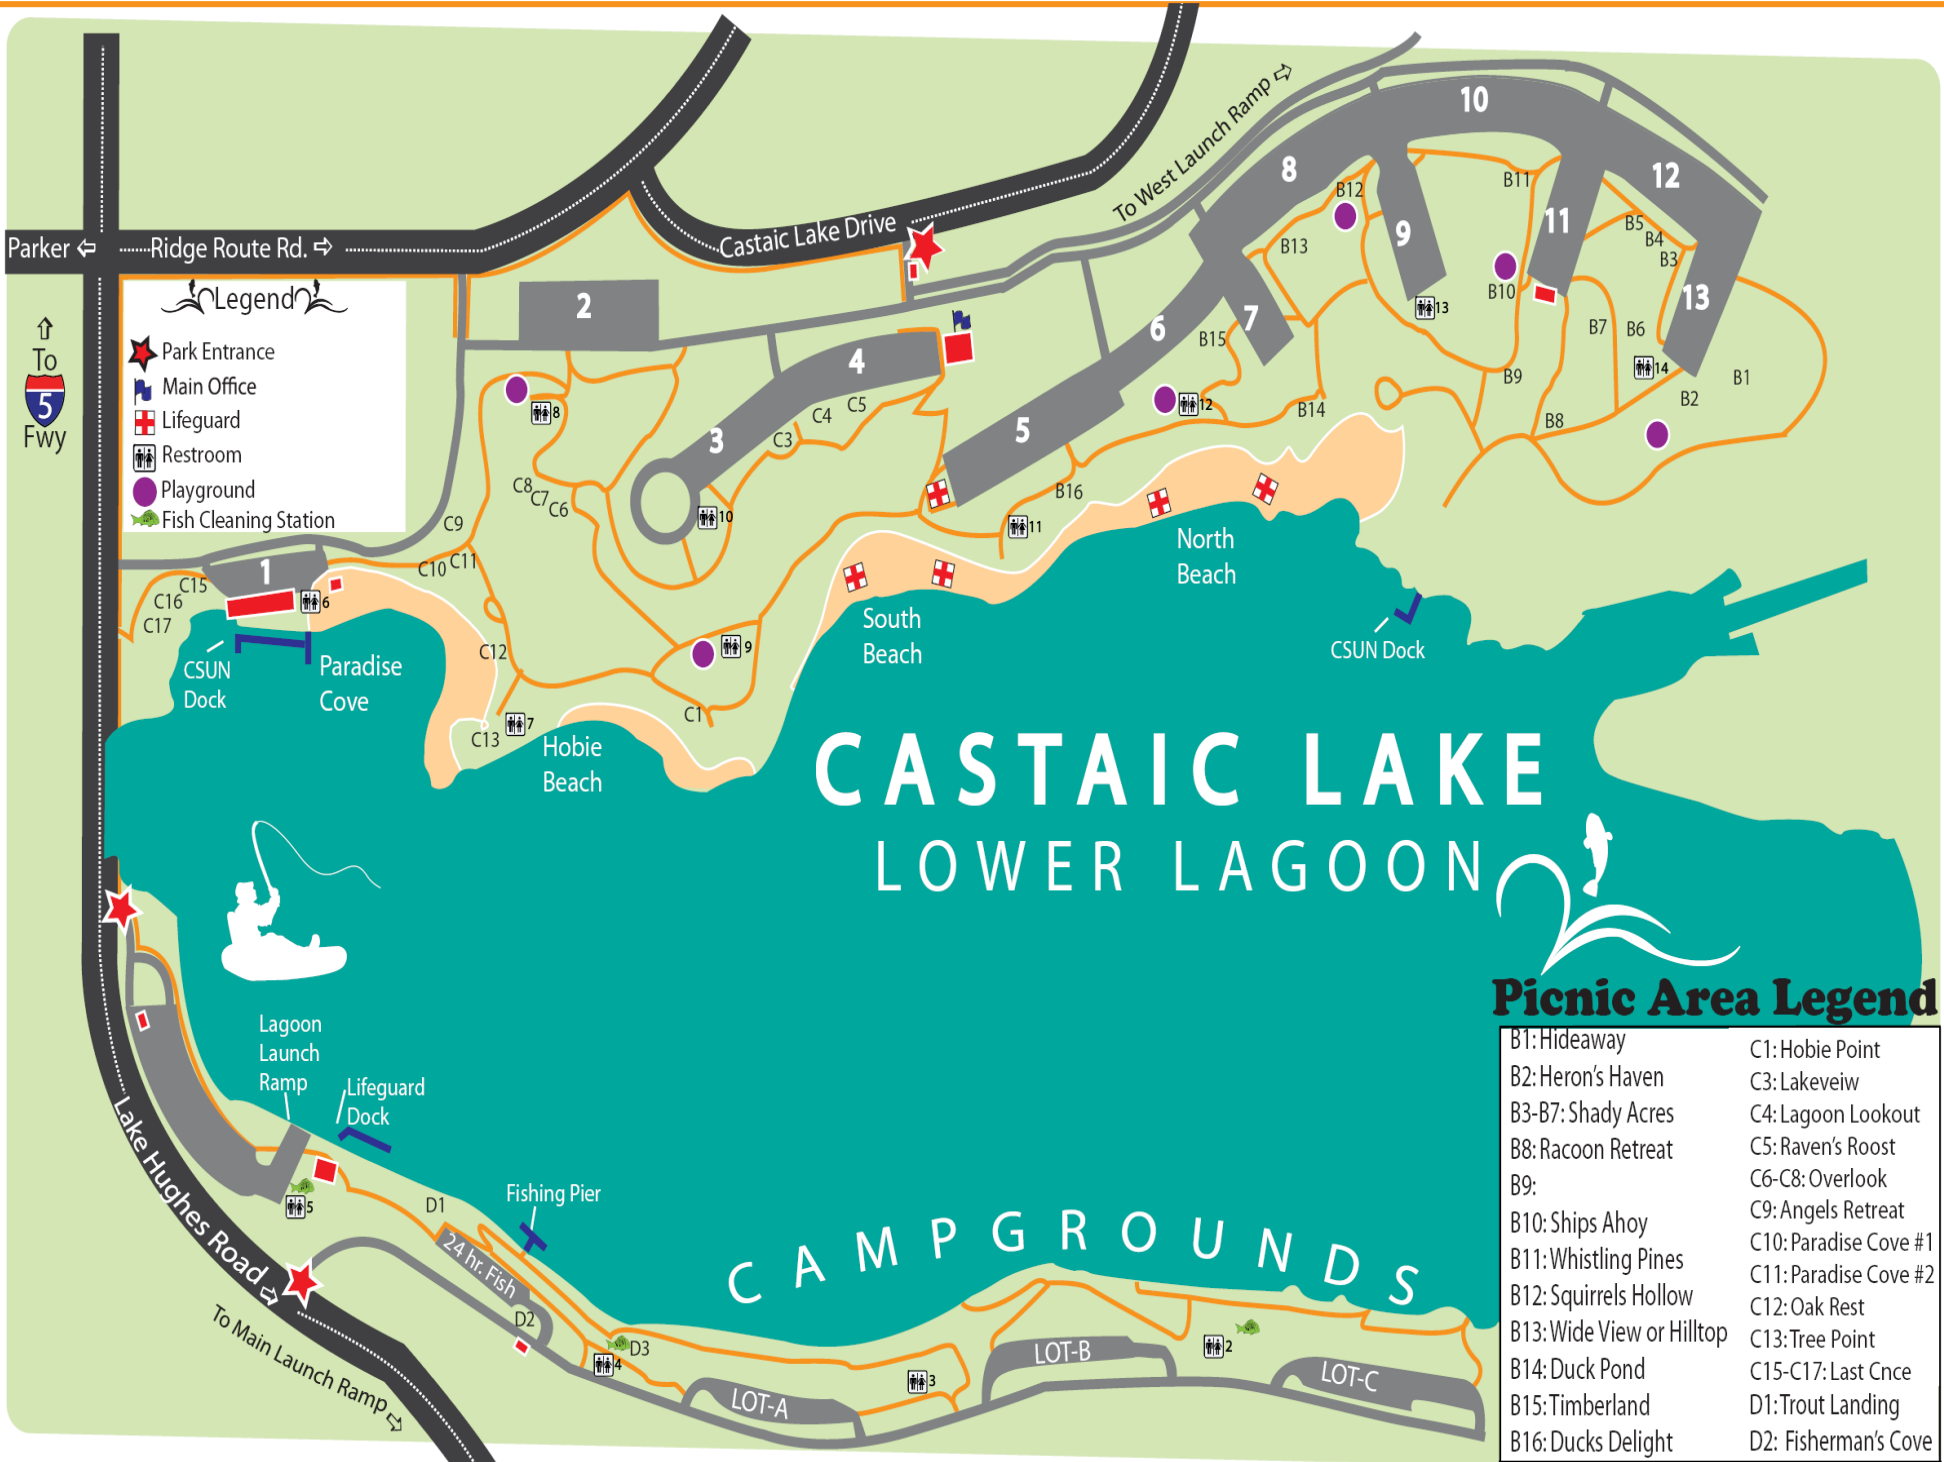 To West Launch Ramp
10
8
12
B12
B11
9
11
Castaic Lake Drive
B5
B4
B3
B13
Parker
Ridge Route Rd.
Legend
Park Entrance
Main Office
Lifeguard
Restroom
Playground
Fish Cleaning Station
To
5
Fwy
2
4
6
7
B10
13
13
B15
B7
B6
14
B9
B1
B2
8
C4
C5
12
B14
B8
3
C3
5
C8
C7
C6
B16
C9
10
11
North
Beach
C10
C11
1
C15
C16
C17
6
South
Beach
CSUN
Dock
Paradise
Cove
C12
9
CSUN Dock
C1
C13
7
Hobie
Beach
CASTAIC LAKE
LOWER LAGOON
Lagoon
Launch
Ramp
Lifeguard
Dock
Lake Hughes Road
5
D1
Fishing Pier
24 hr. Fish
D2
To Main Launch Ramp
CAMPGROUNDS
D3
4
3
2
LOT-A
LOT-B
LOT-C
Picnic Area Legend
B1: Hideaway
B2: Heron's Haven
B3-B7: Shady Acres
B8: Racoon Retreat
B9:
B10: Ships Ahoy
B11: Whistling Pines
B12: Squirrels Hollow
B13: Wide View or Hilltop
B14: Duck Pond
B15: Timberland
B16: Ducks Delight
C1: Hobie Point
C3: Lakeveiw
C4: Lagoon Lookout
C5: Raven's Roost
C6-C8: Overlook
C9: Angels Retreat
C10: Paradise Cove #1
C11: Paradise Cove #2
C12: Oak Rest
C13: Tree Point
C15-C17: Last Cnce
D1: Trout Landing
D2: Fisherman's Cove